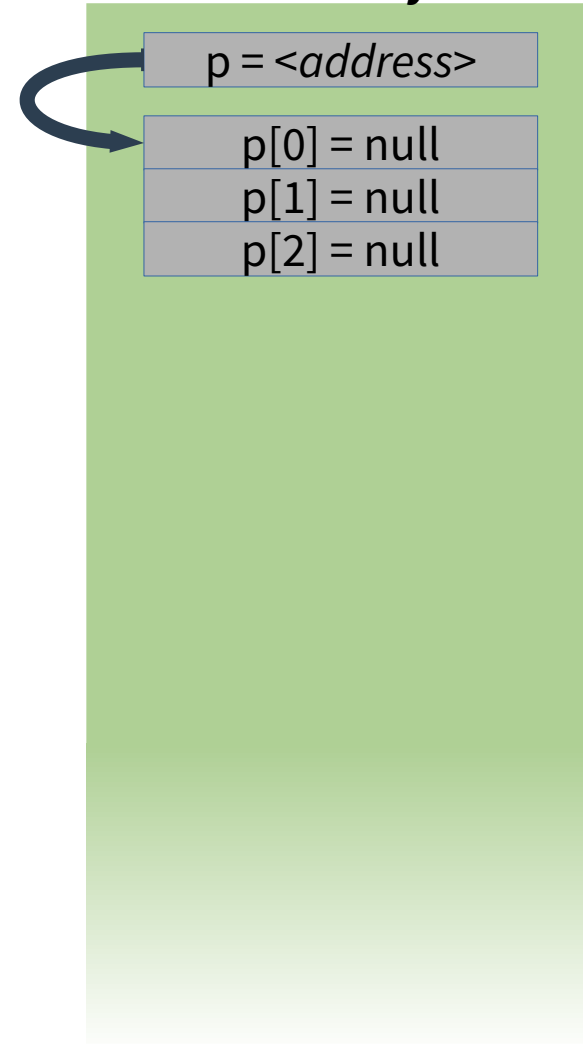 p = <address>
p[0] = null
p[1] = null
p[2] = null